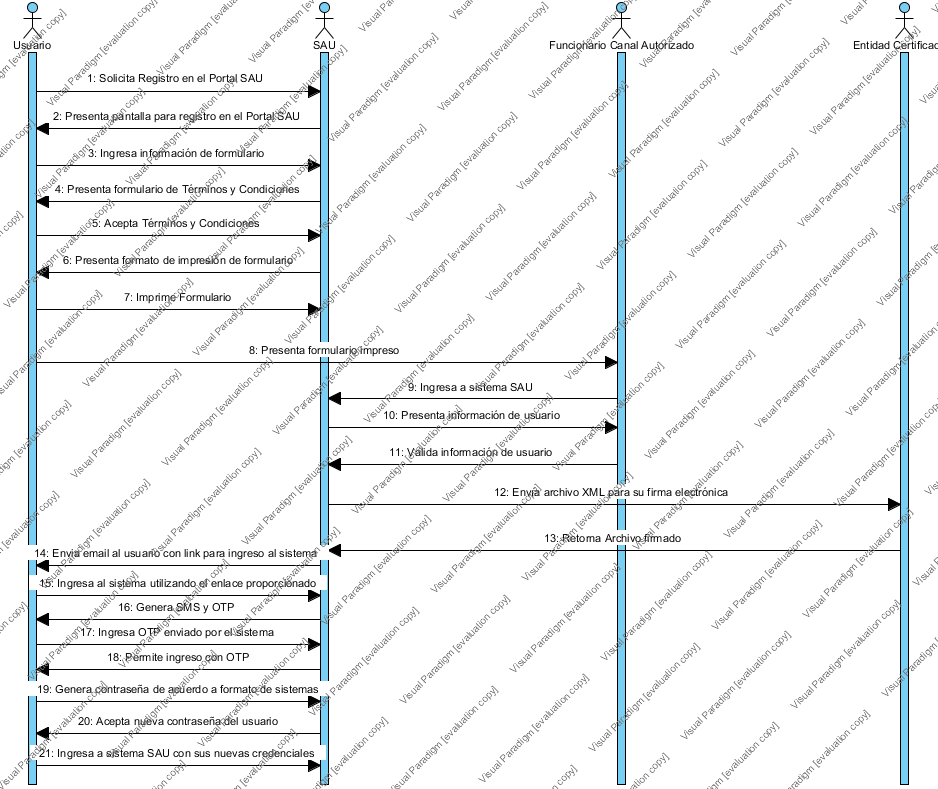 Usuario
SAU
Funcionario Canal Autorizado
Entidad Certificad
1: Solicita Registro en el Portal SAU
2: Presenta pantalla para registro en el Portal SAU
3: Ingresa información de formulario
4: Presenta formulario de Términos y Condiciones
5: Acepta Términos y Condiciones
6: Presenta formato de impresión de formulario
7: Imprime Formulario
8: Presenta formulario impreso
9: Ingresa a sistema SAU
10: Presenta información de usuario
11: Valida información de usuario
12: Envía archivo XML para su firma electrónica
13: Retorna Archivo firmado
14: Envía email al usuario con link para ingreso al sistema
15: Ingresa al sistema utilizando el enlace proporcionado
16: Genera SMS y OTP
17: Ingresa OTP enviado por el sistema
18: Permite ingreso con OTP
19: Genera contraseña de acuerdo a formato de sistemas
20: Acepta nueva contraseña del usuario
21: Ingresa a sistema SAU con sus nuevas credenciales
Visual Paradigm [evaluation copy]